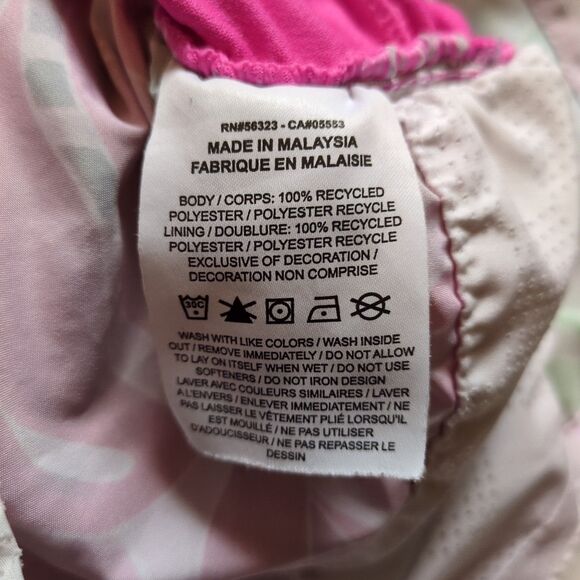 RN#56323 - CA#05553
MADE IN MALAYSIA
FABRIQUE EN MALAISIE
BODY / CORPS: 100% RECYCLED
POLYESTER / POLYESTER RECYCLE
LINING / DOUBLURE: 100% RECYCLED
POLYESTER / POLYESTER RECYCLE
EXCLUSIVE OF DECORATION /
DECORATION NON COMPRISE
30C
WASH WITH LIKE COLORS / WASH INSIDE
OUT / REMOVE IMMEDIATELY / DO NOT ALLOW
TO LAY ON ITSELF WHEN WET / DO NOT USE
SOFTENERS / DO NOT IRON DESIGN
LAVER AVEC COULEURS SIMILAIRES / LAVER
A L'ENVERS / ENLEVER IMMEDIATEMENT / NE
PAS LAISSER LE VÊTEMENT PLIÉ LORSQU'IL
EST MOUILLÉ / NE PAS UTILISER
D'ADOUCISSEUR / NE PAS REPASSER LE
DESSIN